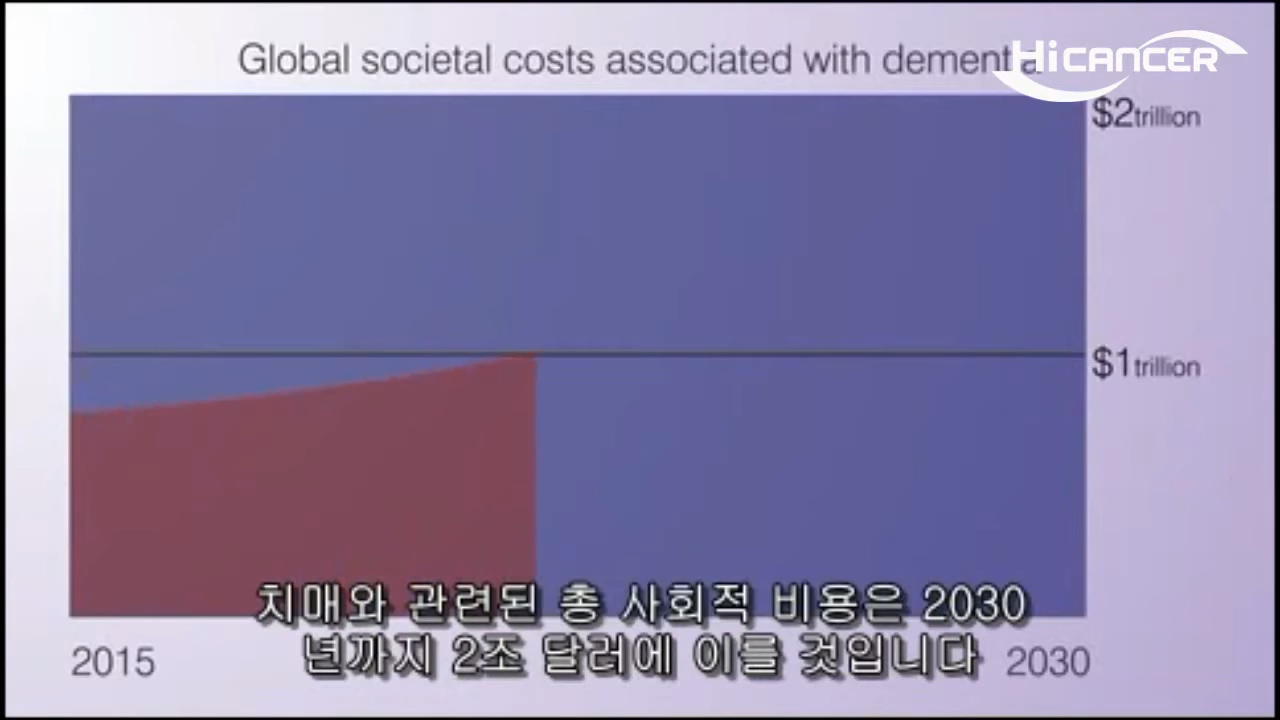 Global societal costs associated with dementia
HiCANCER
$2trillion
$1trillion
치매와 관련된 총 사회적 비용은 2030
년까지 2조 달러에 이를 것입니다
2015
2030